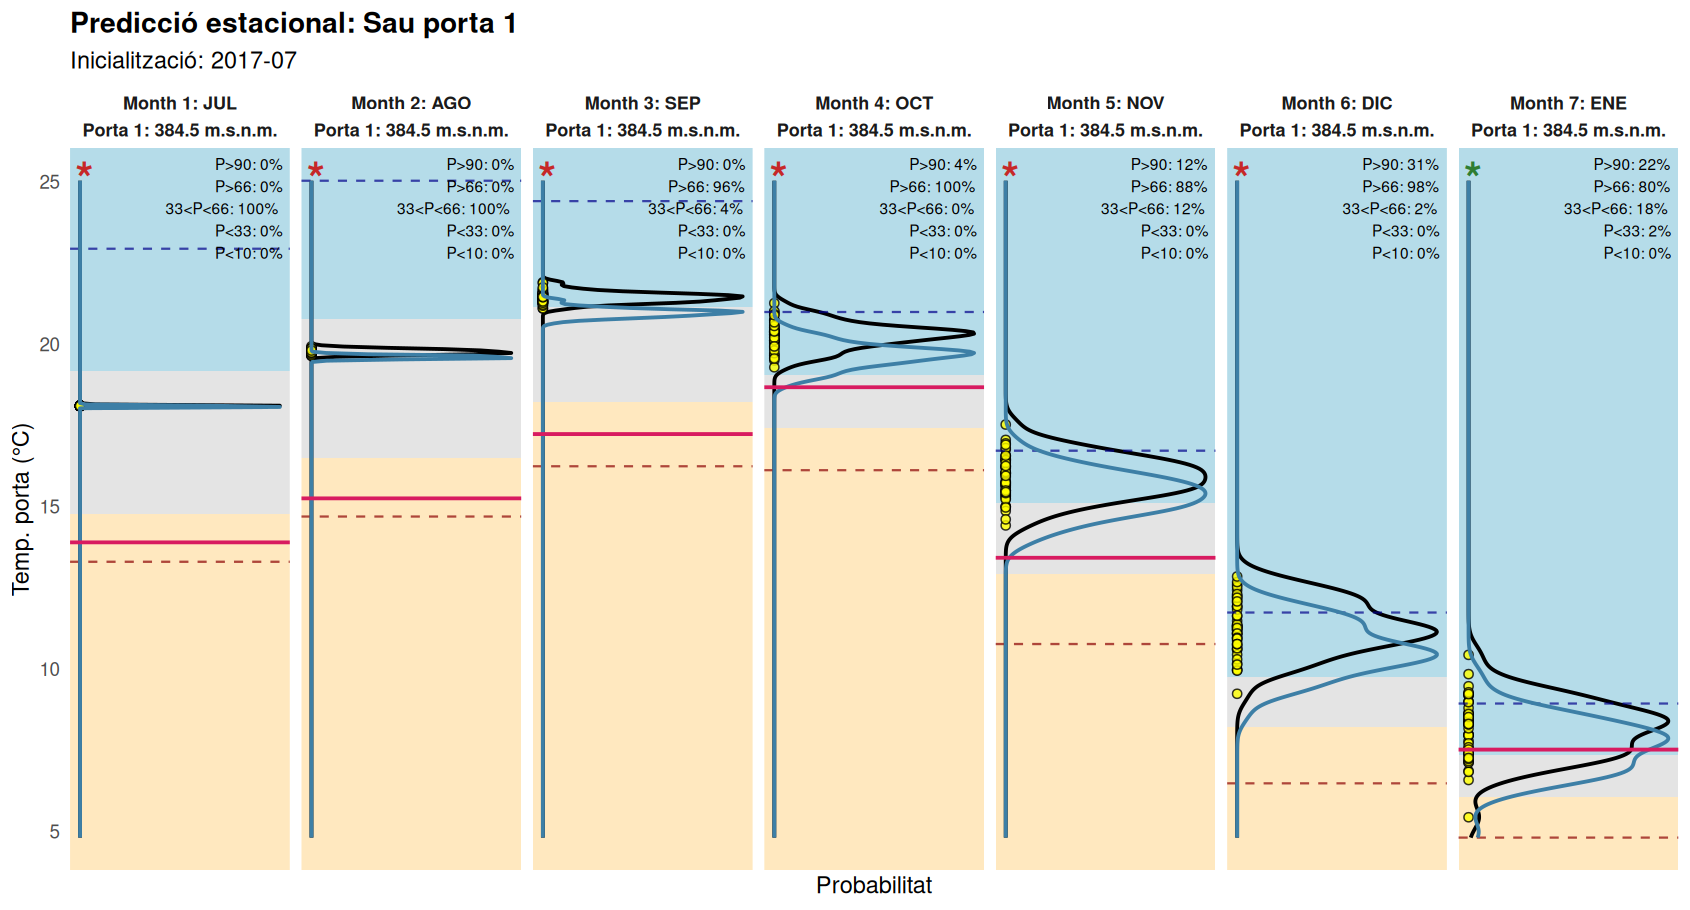 Predicció estacional: Sau porta 1
Inicialització: 2017-07
Month 1: JUL
Porta 1: 384.5 m.s.n.m.
Month 2: AGO
Porta 1: 384.5 m.s.n.m.
Month 3: SEP
Porta 1: 384.5 m.s.n.m.
Month 4: OCT
Porta 1: 384.5 m.s.n.m.
Month 5: NOV
Porta 1: 384.5 m.s.n.m.
Month 6: DIC
Porta 1: 384.5 m.s.n.m.
Month 7: ENE
Porta 1: 384.5 m.s.n.m.
*
P>90: 0%
P>66: 0%
33<P<66: 100%
P<33: 0%
P<10: 0%
*
P>90: 0%
P>66: 0%
33<P<66: 100%
P<33: 0%
P<10: 0%
*
P>90: 0%
P>66: 96%
33<P<66: 4%
P<33: 0%
P<10: 0%
*
P>90: 4%
P>66: 100%
33<P<66: 0%
P<33: 0%
P<10: 0%
*
P>90: 12%
P>66: 88%
33<P<66: 12%
P<33: 0%
P<10: 0%
*
P>90: 31%
P>66: 98%
33<P<66: 2%
P<33: 0%
P<10: 0%
*
P>90: 22%
P>66: 80%
33<P<66: 18%
P<33: 2%
P<10: 0%
25
20
15
10
5
Temp. porta (°C)
Probabilitat